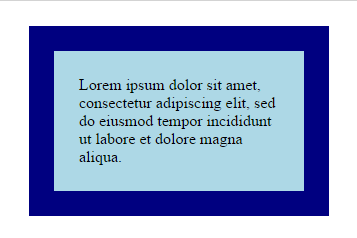 Lorem ipsum dolor sit amet,
consectetur adipiscing elit, sed
do eiusmod tempor incididunt
ut labore et dolore magna
aliqua.